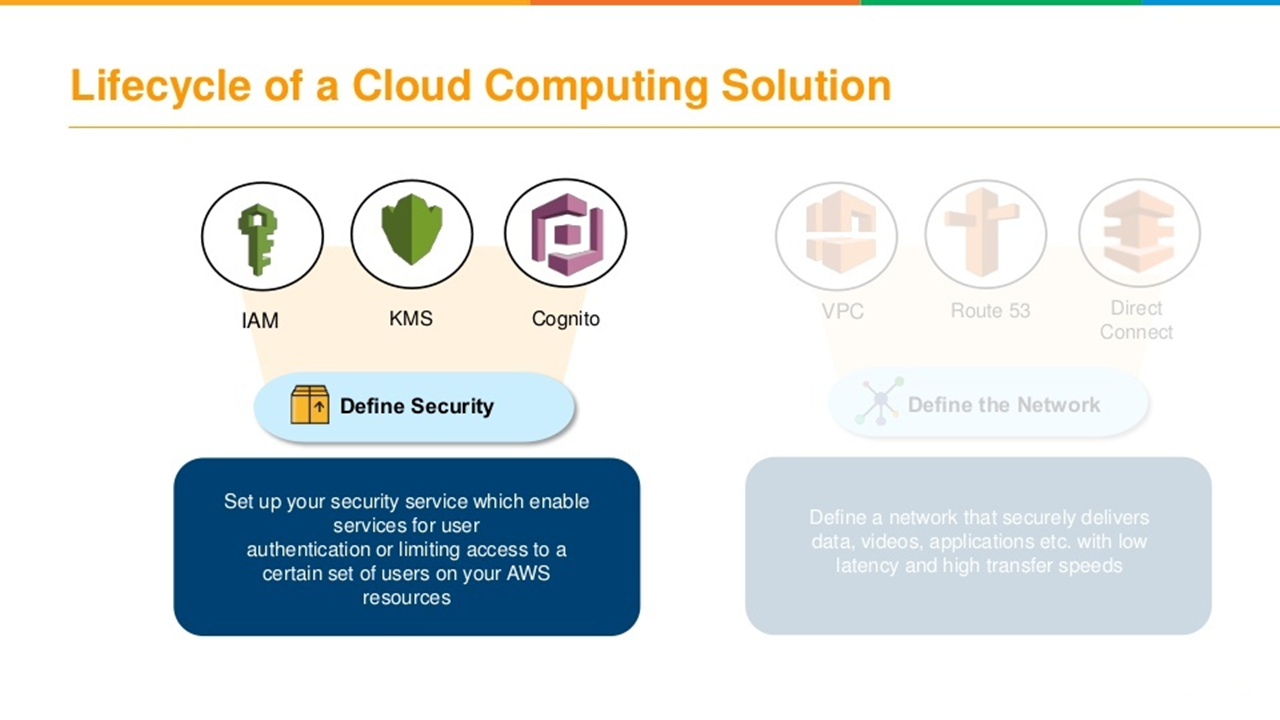 Lifecycle of a Cloud Computing Solution
IAM
KMS
Cognito
Define Security
Set up your security service which enable
services for user
authentication or limiting access to a
certain set of users on your AWS
resources
VPC
Route 53
Direct
Connect
Define the Network
Define a network that securely delivers
data, videos, applications etc. with low
latency and high transfer speeds